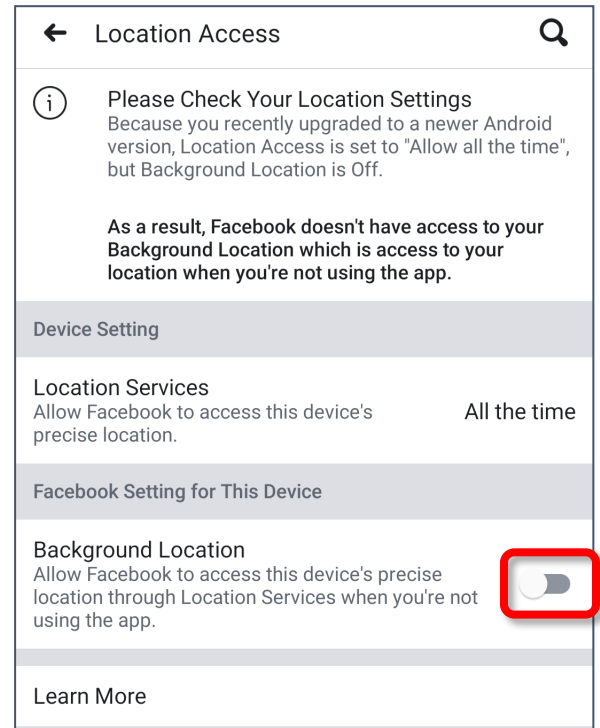 Location Access
Please Check Your Location Settings
Because you recently upgraded to a newer Android
version, Location Access is set to "Allow all the time",
but Background Location is Off.
As a result, Facebook doesn't have access to your
Background Location which is access to your
location when you're not using the app.
Device Setting
Location Services
Allow Facebook to access this device's
precise location.
All the time
Facebook Setting for This Device
Background Location
Allow Facebook to access this device's precise
location through Location Services when you're not
using the app.
Learn More